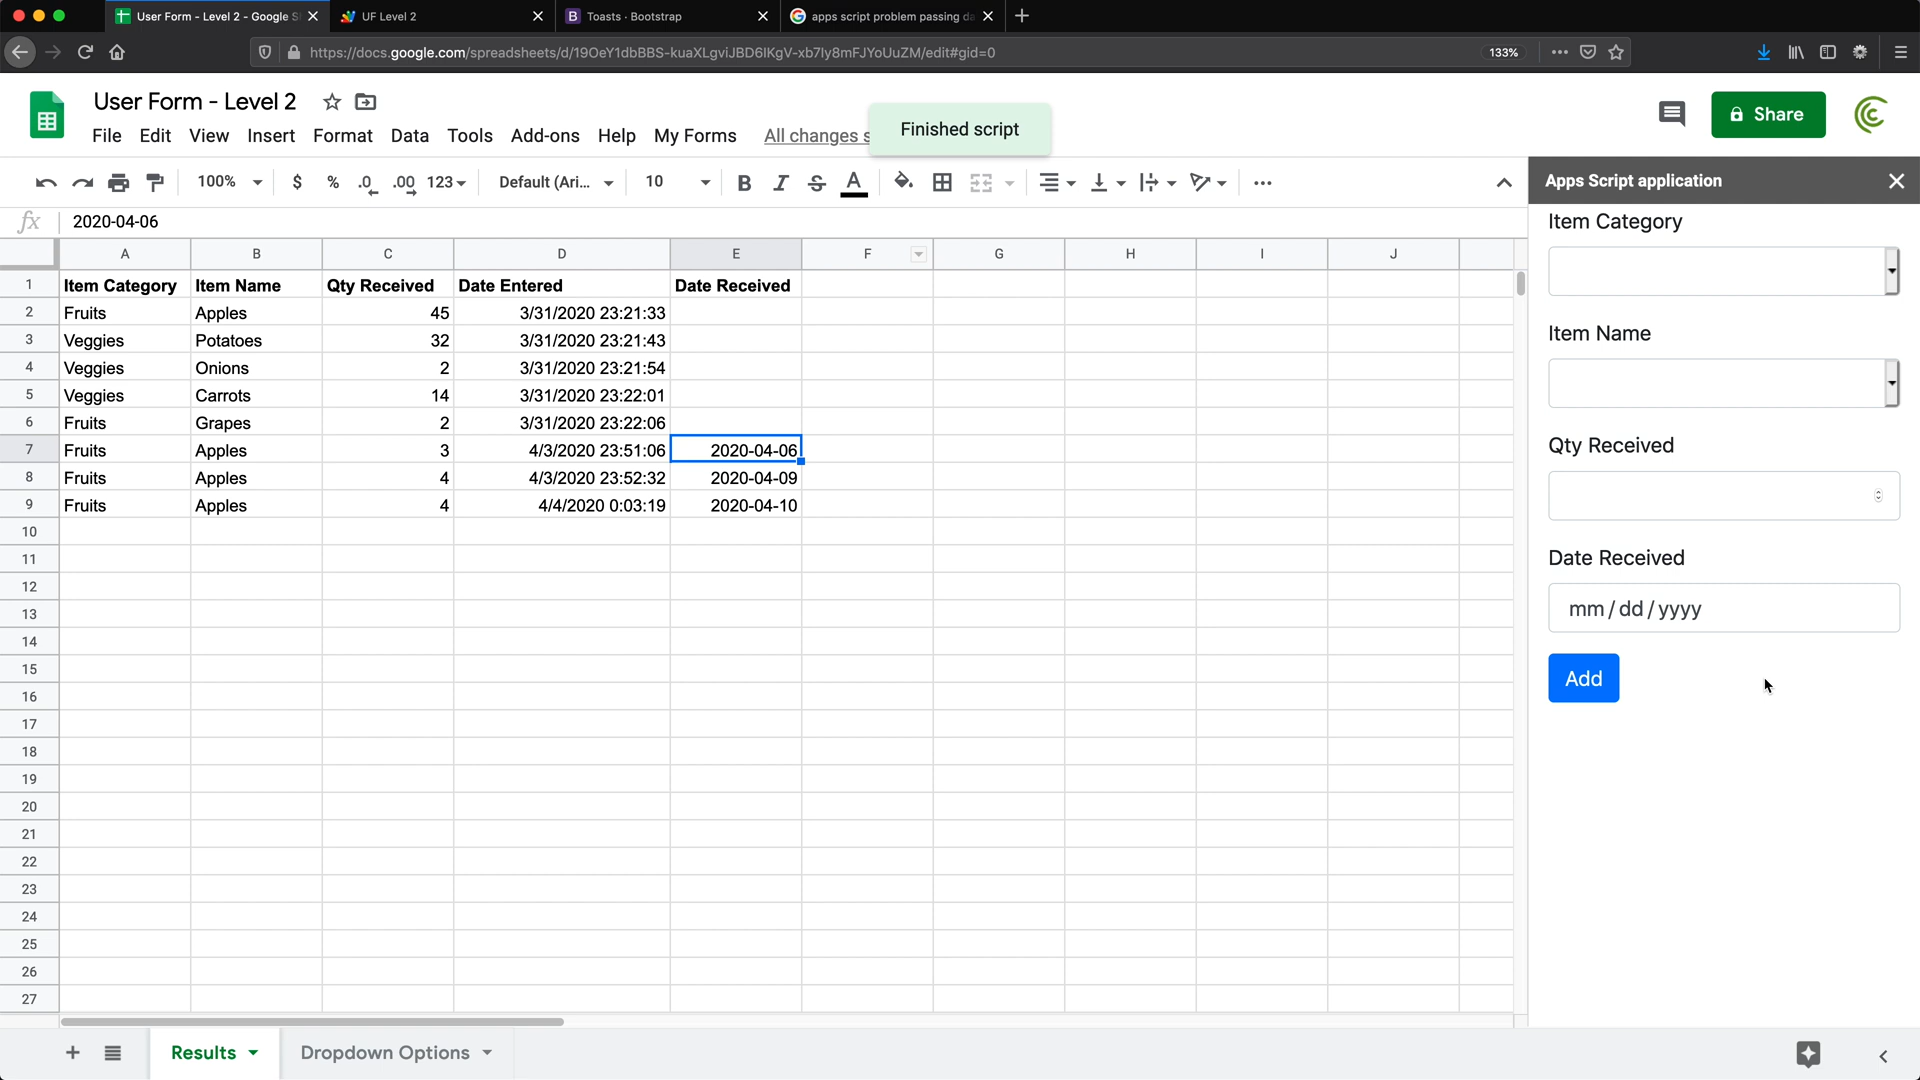 User Form - Level 2 - Google S
UF Level 2
Toasts · Bootstrap
apps script problem passing da
https://docs.google.com/spreadsheets/d/19OeY1dbBBS-kuaXLgviJBD6IKgV-xb7Iy8mFJYoUuZM/edit#gid=0
133%
User Form - Level 2
File Edit View Insert Format Data Tools Add-ons Help My Forms All changes s
Finished script
Share
100% $ % .0 .00 123 Default (Ari... 10
Apps Script application
fx 2020-04-06
A B C D E F G H I J
1 Item Category Item Name Qty Received Date Entered Date Received
2 Fruits Apples 45 3/31/2020 23:21:33
3 Veggies Potatoes 32 3/31/2020 23:21:43
4 Veggies Onions 2 3/31/2020 23:21:54
5 Veggies Carrots 14 3/31/2020 23:22:01
6 Fruits Grapes 2 3/31/2020 23:22:06
7 Fruits Apples 3 4/3/2020 23:51:06 2020-04-06
8 Fruits Apples 4 4/3/2020 23:52:32 2020-04-09
9 Fruits Apples 4 4/4/2020 0:03:19 2020-04-10
10
11
12
13
14
15
16
17
18
19
20
21
22
23
24
25
26
27
Item Category
Item Name
Qty Received
Date Received
mm / dd / yyyy
Add
Results
Dropdown Options